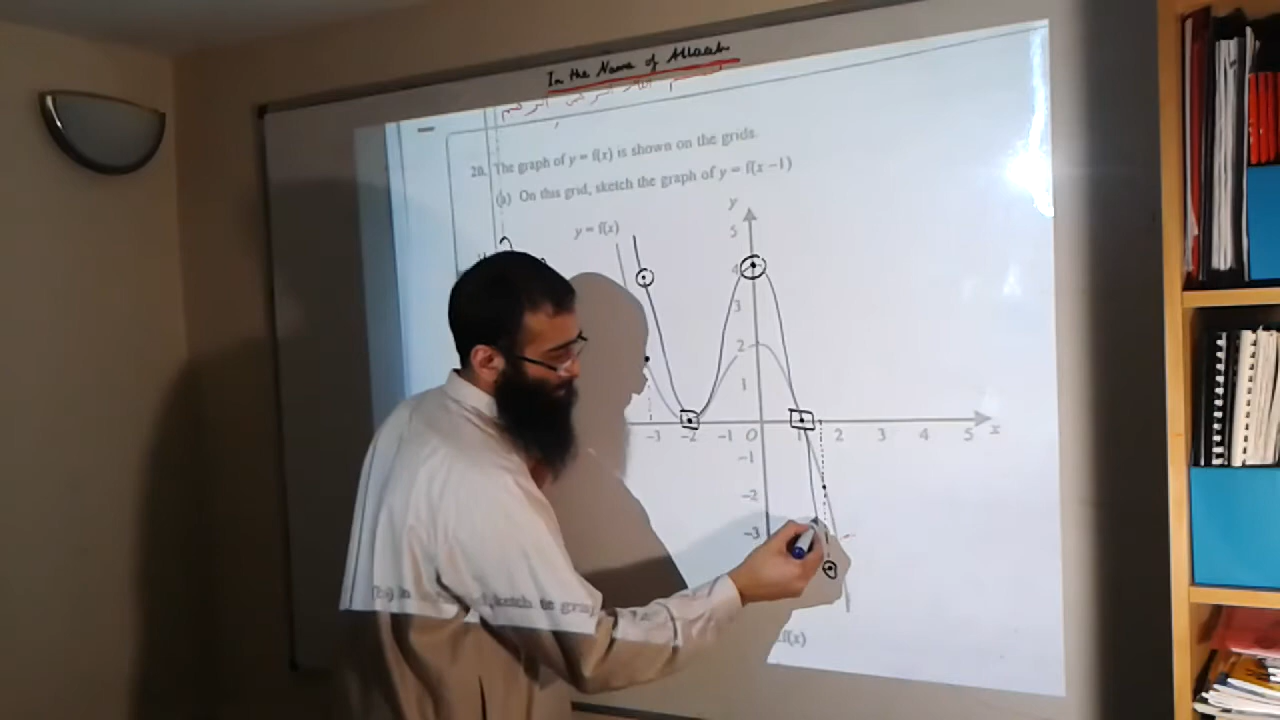 In the Name of Allaah
20. The graph of y = f(x) is shown on the grids.
(a) On this grid, sketch the graph of y = f(x − 1)
y = f(x)
y
5
4
3
2
1
−3 −2 −1 O 1 2 3 4 5 x
−1
−2
−3
sketch the
f(x)